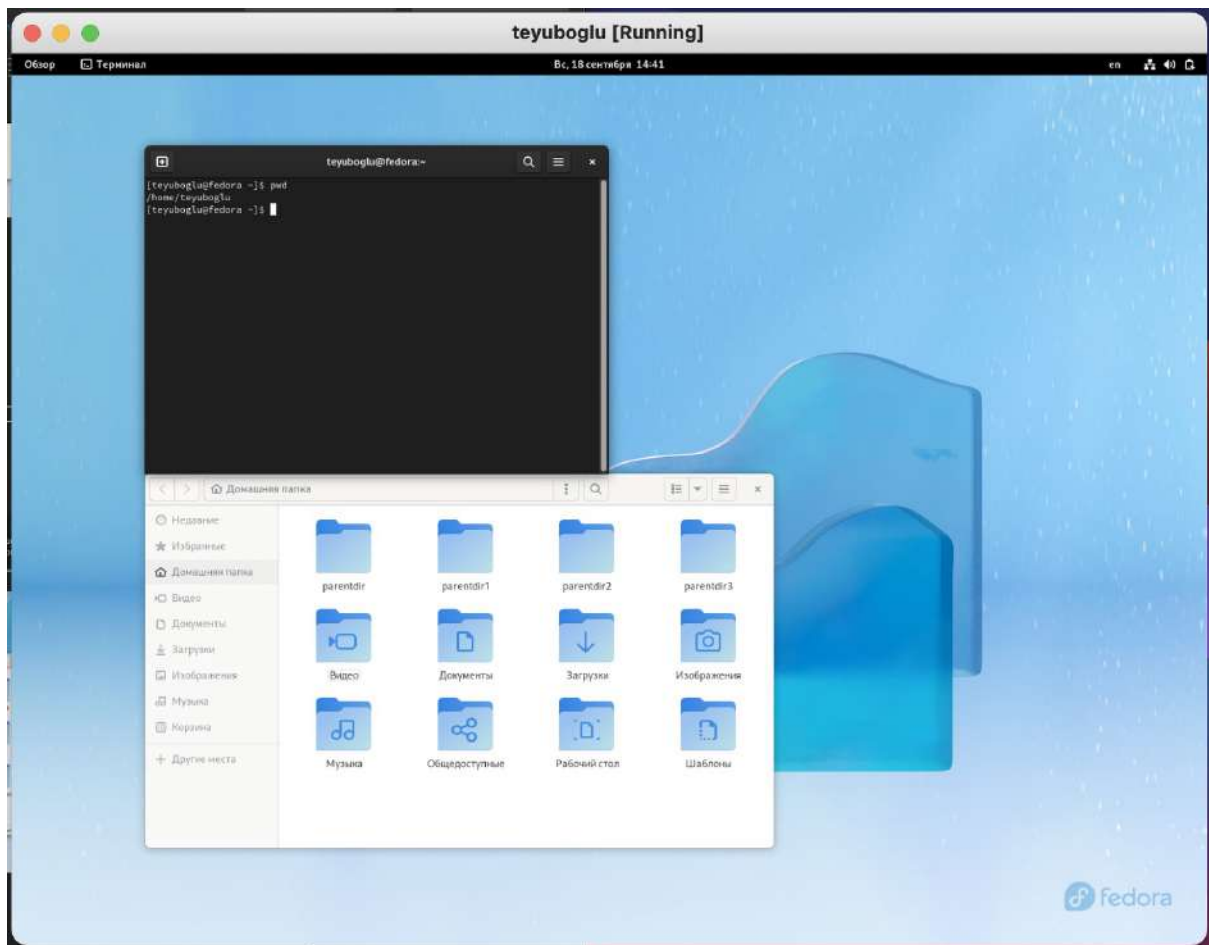 teyuboglu [Running]
Обзор Терминал Вс, 18 сентября 14:41 en
teyuboglu@fedora:~
[teyuboglu@fedora ~]$ pwd
/home/teyuboglu
[teyuboglu@fedora ~]$
Домашняя папка
Недавние
Избранные
Домашняя папка
Видео
Документы
Загрузки
Изображения
Музыка
Корзина
+ Другие места
parentdir parentdir1 parentdir2 parentdir3
Видео Документы Загрузки Изображения
Музыка Общедоступные Рабочий стол Шаблоны
fedora